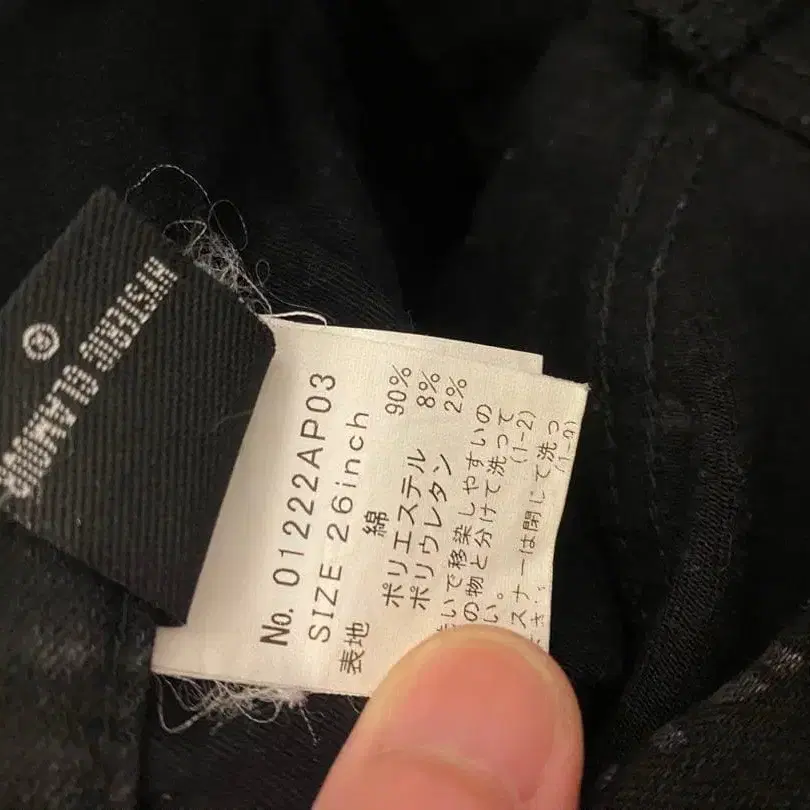 HYSTERIC GLAMOUR
®
No. 01222AP03
SIZE 26inch
表地 綿 90%
ポリエステル 8%
ポリウレタン 2%
いで移染しやすいの
の物と分けて洗って
い。 (1-2)
スナーは閉じて洗っ